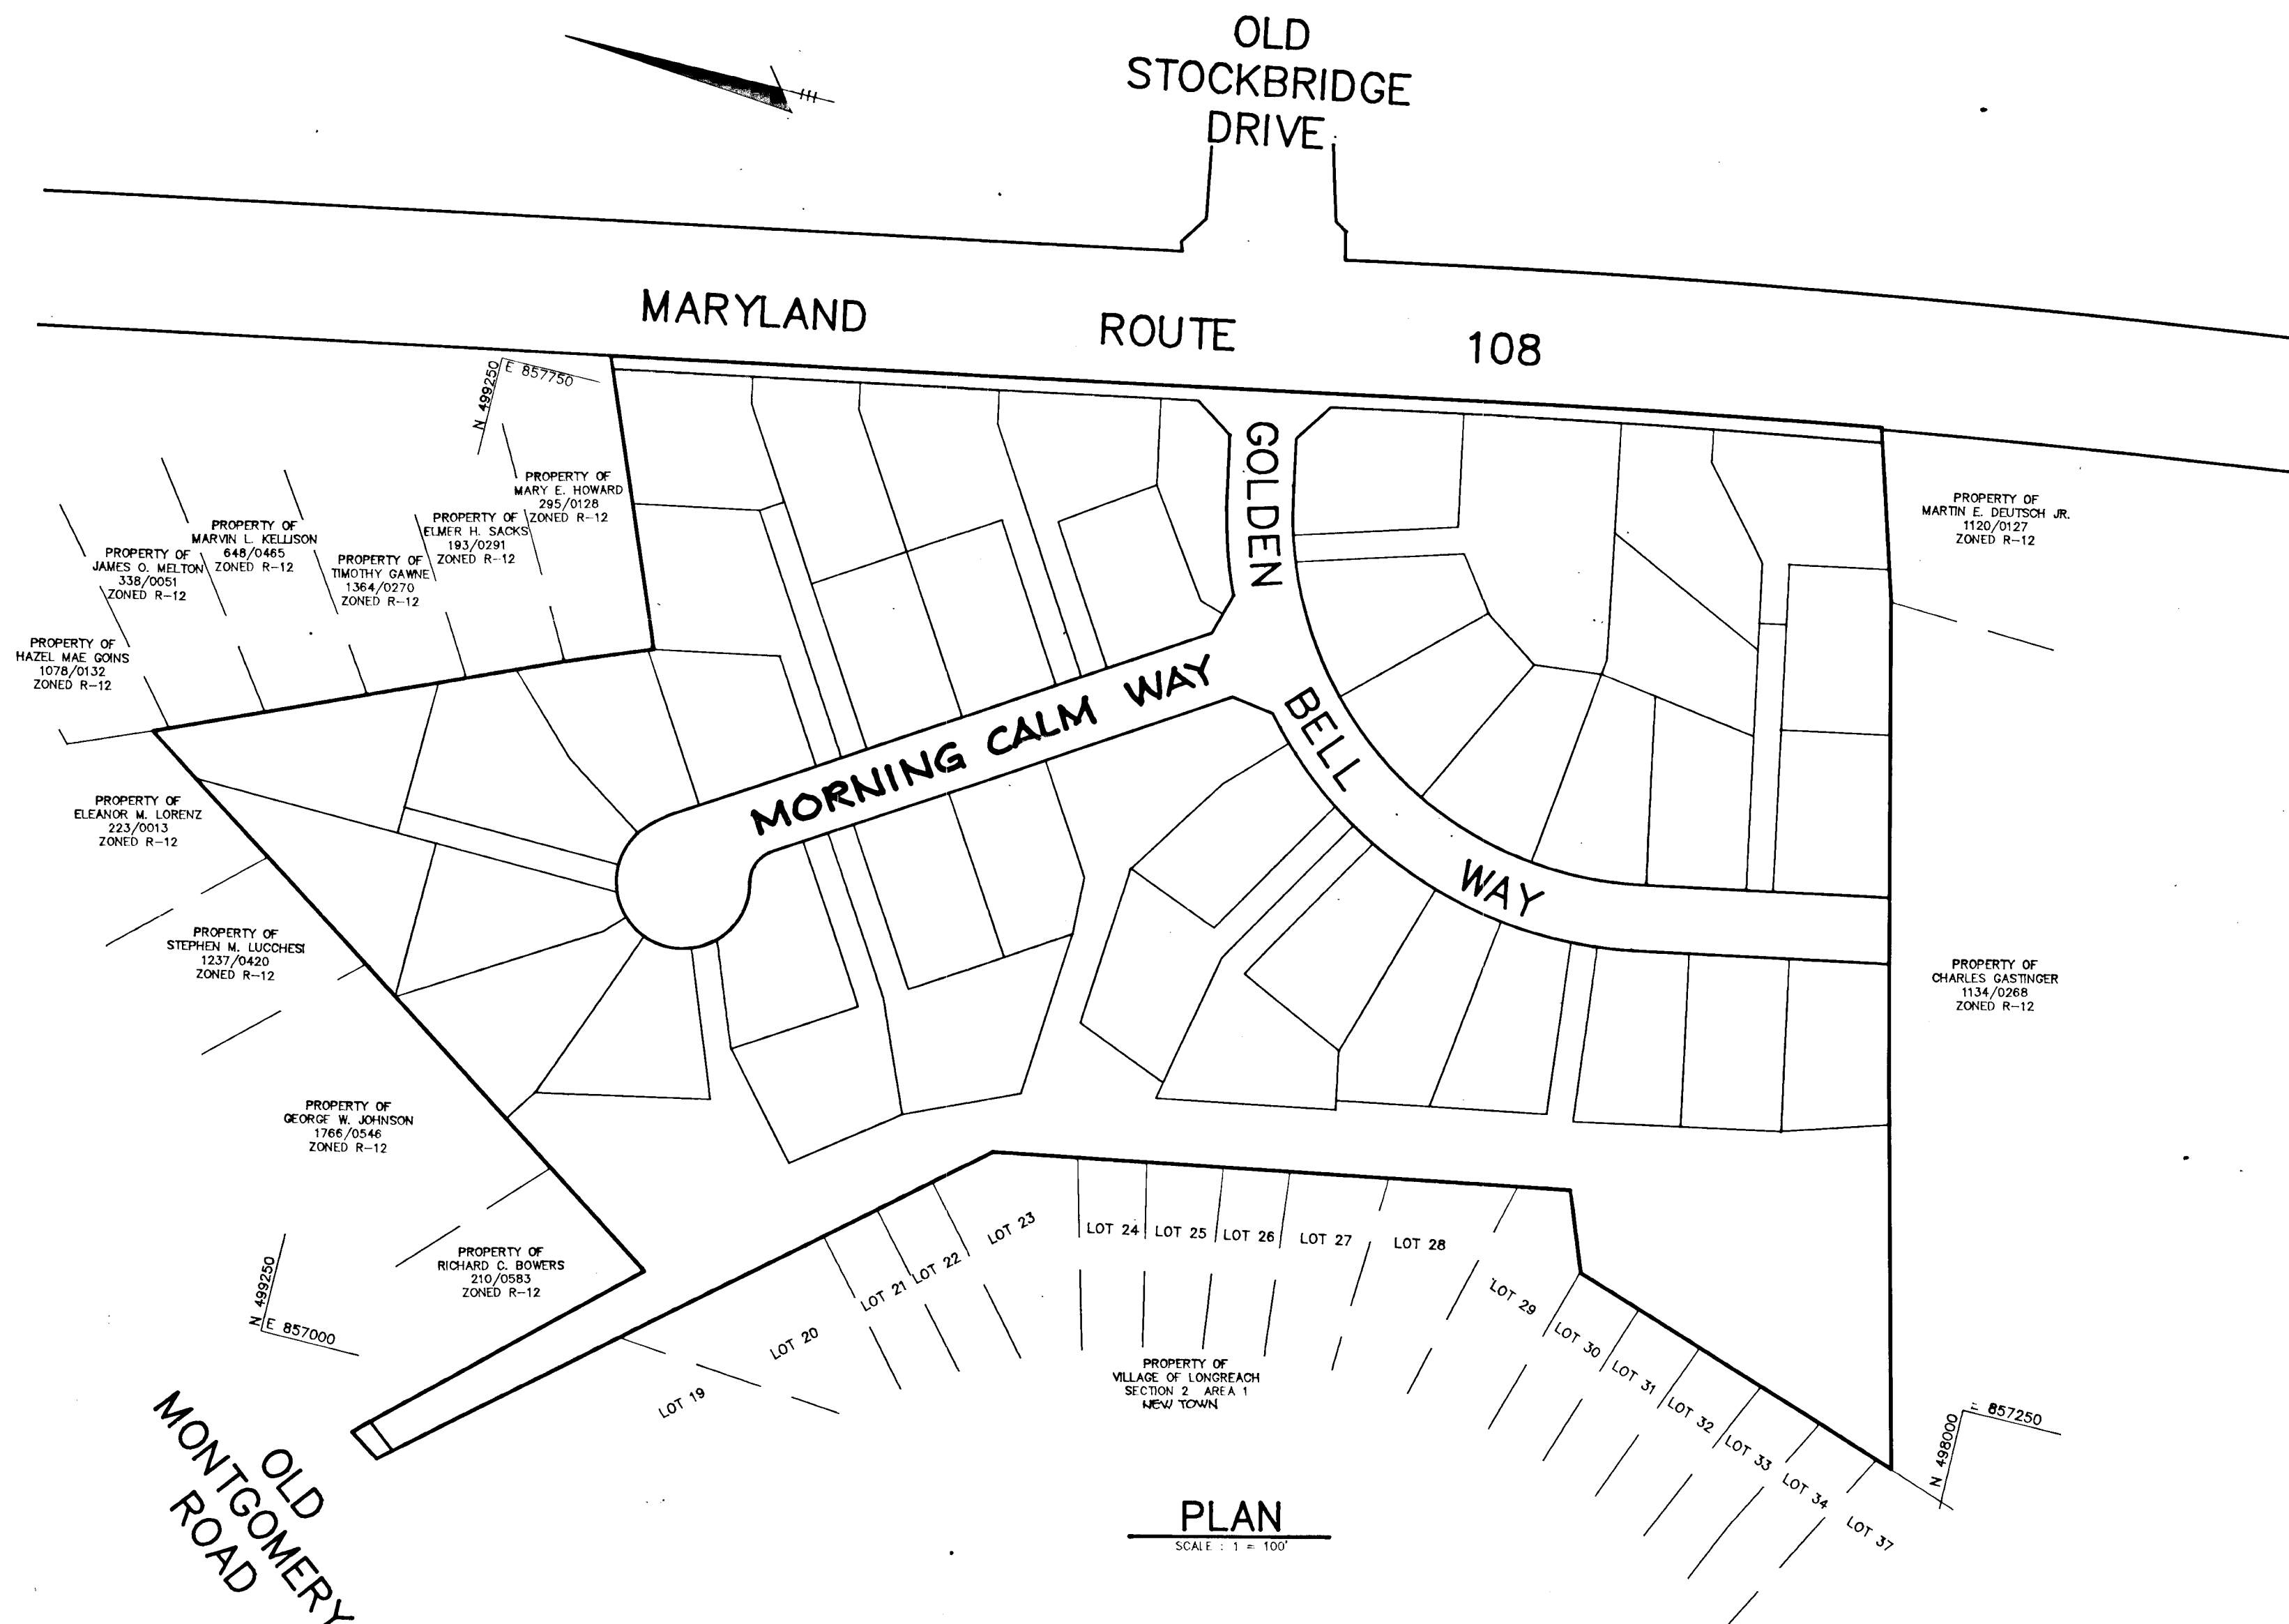 OLD
STOCKBRIDGE
DRIVE
MARYLAND ROUTE 108
N 499250
E 857750
GOLDEN
BELL
WAY
MORNING CALM WAY
PROPERTY OF
MARY E. HOWARD
295/0128
ZONED R-12
PROPERTY OF
ELMER H. SACKS
193/0291
ZONED R-12
PROPERTY OF
TIMOTHY GAWNE
1364/0270
ZONED R-12
PROPERTY OF
MARVIN L. KELLISON
648/0465
ZONED R-12
PROPERTY OF
JAMES O. MELTON
338/0051
ZONED R-12
PROPERTY OF
HAZEL MAE GOINS
1078/0132
ZONED R-12
PROPERTY OF
MARTIN E. DEUTSCH JR.
1120/0127
ZONED R-12
PROPERTY OF
ELEANOR M. LORENZ
223/0013
ZONED R-12
PROPERTY OF
STEPHEN M. LUCCHESI
1237/0420
ZONED R-12
PROPERTY OF
CHARLES GASTINGER
1134/0268
ZONED R-12
PROPERTY OF
GEORGE W. JOHNSON
1766/0546
ZONED R-12
PROPERTY OF
RICHARD C. BOWERS
210/0583
ZONED R-12
N 499250
E 857000
LOT 19
LOT 20
LOT 21
LOT 22
LOT 23
LOT 24
LOT 25
LOT 26
LOT 27
LOT 28
LOT 29
LOT 30
LOT 31
LOT 32
LOT 33
LOT 34
LOT 37
PROPERTY OF
VILLAGE OF LONGREACH
SECTION 2 AREA 1
NEW TOWN
N 498000
E 857250
OLD
MONTGOMERY
ROAD
PLAN
SCALE : 1 = 100'